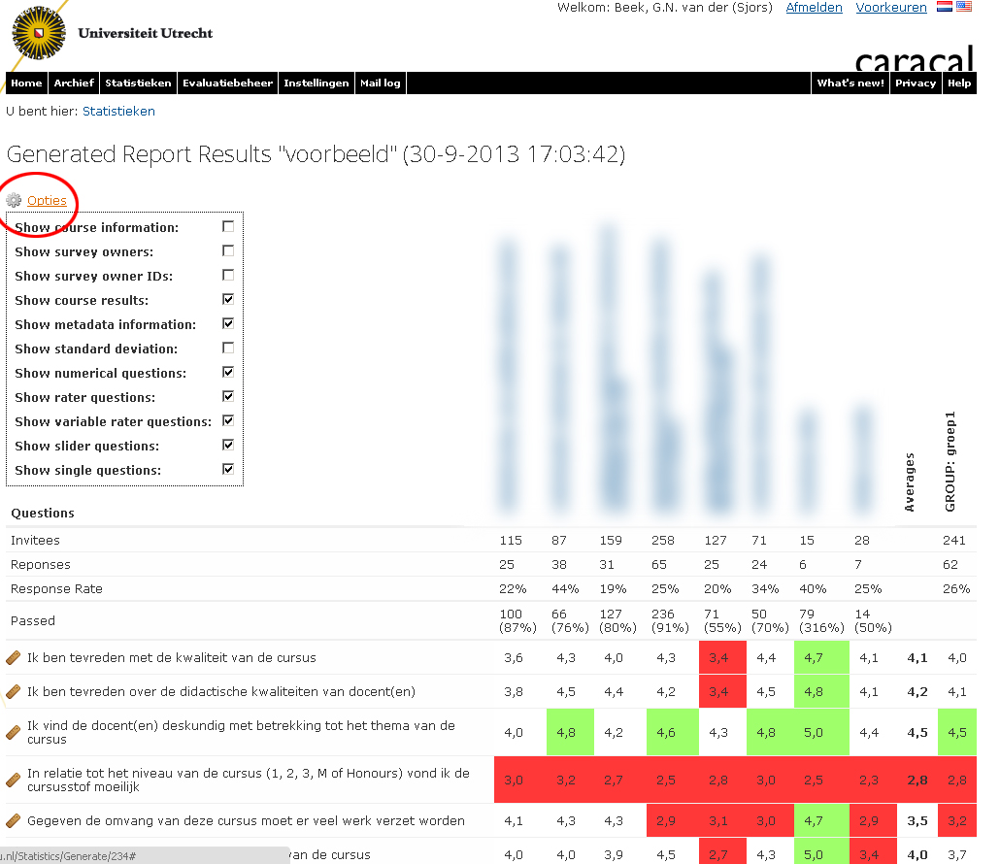 Welkom: Beek, G.N. van der (Sjors) Afmelden Voorkeuren
Universiteit Utrecht
caracal
Home Archief Statistieken Evaluatiebeheer Instellingen Mail log What's new! Privacy Help
U bent hier: Statistieken
Generated Report Results "voorbeeld" (30-9-2013 17:03:42)
Opties
Show course information:
Show survey owners:
Show survey owner IDs:
Show course results:
Show metadata information:
Show standard deviation:
Show numerical questions:
Show rater questions:
Show variable rater questions:
Show slider questions:
Show single questions:
Averages
GROUP: groep1
Questions
Invitees 115 87 159 258 127 71 15 28 241
Reponses 25 38 31 65 25 24 6 7 62
Response Rate 22% 44% 19% 25% 20% 34% 40% 25% 26%
Passed 100 66 127 236 71 50 79 14
(87%) (76%) (80%) (91%) (55%) (70%) (316%) (50%)
Ik ben tevreden met de kwaliteit van de cursus 3,6 4,3 4,0 4,3 3,4 4,4 4,7 4,1 4,1 4,0
Ik ben tevreden over de didactische kwaliteiten van docent(en) 3,8 4,5 4,4 4,2 3,4 4,5 4,8 4,1 4,2 4,1
Ik vind de docent(en) deskundig met betrekking tot het thema van de
cursus 4,0 4,8 4,2 4,6 4,3 4,8 5,0 4,4 4,5 4,5
In relatie tot het niveau van de cursus (1, 2, 3, M of Honours) vond ik de
cursusstof moeilijk 3,0 3,2 2,7 2,5 2,8 3,0 2,5 2,3 2,8 2,8
Gegeven de omvang van deze cursus moet er veel werk verzet worden 4,1 4,3 4,3 2,9 3,1 3,0 4,7 2,9 3,5 3,2
u.nl/Statistics/Generate/234# van de cursus 4,0 4,0 3,9 4,5 2,7 4,3 5,0 3,4 4,0 3,7